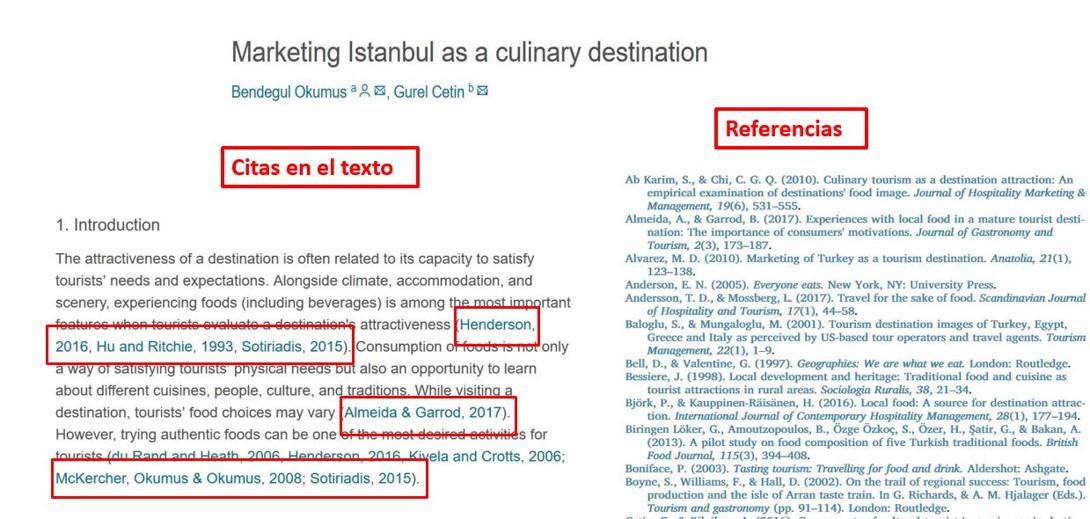 Marketing Istanbul as a culinary destination
Bendegul Okumus a, Gurel Cetin b
Citas en el texto
1. Introduction
The attractiveness of a destination is often related to its capacity to satisfy
tourists' needs and expectations. Alongside climate, accommodation, and
scenery, experiencing foods (including beverages) is among the most important
features when tourists evaluate a destination's attractiveness (Henderson,
2016, Hu and Ritchie, 1993, Sotiriadis, 2015). Consumption of foods is not only
a way of satisfying tourists' physical needs but also an opportunity to learn
about different cuisines, people, culture, and traditions. While visiting a
destination, tourists' food choices may vary (Almeida & Garrod, 2017).
However, trying authentic foods can be one of the most desired activities for
tourists (du Rand and Heath, 2006, Henderson, 2016, Kivela and Crotts, 2006;
McKercher, Okumus & Okumus, 2008; Sotiriadis, 2015).
Referencias
Ab Karim, S., & Chi, C. G. Q. (2010). Culinary tourism as a destination attraction: An
empirical examination of destinations' food image. Journal of Hospitality Marketing &
Management, 19(6), 531–555.
Almeida, A., & Garrod, B. (2017). Experiences with local food in a mature tourist desti-
nation: The importance of consumers' motivations. Journal of Gastronomy and
Tourism, 2(3), 173–187.
Alvarez, M. D. (2010). Marketing of Turkey as a tourism destination. Anatolia, 21(1),
123–138.
Anderson, E. N. (2005). Everyone eats. New York, NY: University Press.
Andersson, T. D., & Mossberg, L. (2017). Travel for the sake of food. Scandinavian Journal
of Hospitality and Tourism, 17(1), 44–58.
Baloglu, S., & Mungaloglu, M. (2001). Tourism destination images of Turkey, Egypt,
Greece and Italy as perceived by US-based tour operators and travel agents. Tourism
Management, 22(1), 1–9.
Bell, D., & Valentine, G. (1997). Geographies: We are what we eat. London: Routledge.
Bessiere, J. (1998). Local development and heritage: Traditional food and cuisine as
tourist attractions in rural areas. Sociologia Ruralis, 38, 21–34.
Björk, P., & Kauppinen-Räisänen, H. (2016). Local food: A source for destination attrac-
tion. International Journal of Contemporary Hospitality Management, 28(1), 177–194.
Biringen Löker, G., Amoutzopoulos, B., Özge Özkoç, S., Özer, H., Şatir, G., & Bakan, A.
(2013). A pilot study on food composition of five Turkish traditional foods. British
Food Journal, 115(3), 394–408.
Boniface, P. (2003). Tasting tourism: Travelling for food and drink. Aldershot: Ashgate.
Boyne, S., Williams, F., & Hall, D. (2002). On the trail of regional success: Tourism, food
production and the isle of Arran taste train. In G. Richards, & A. M. Hjalager (Eds.).
Tourism and gastronomy (pp. 91–114). London: Routledge.